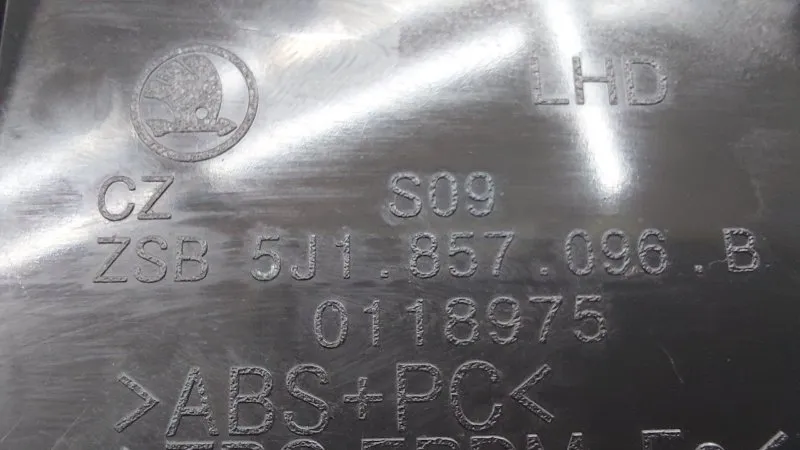 LHD
CZ S09
ZSB 5J1.857.096.B
0118975
>ABS+PC<